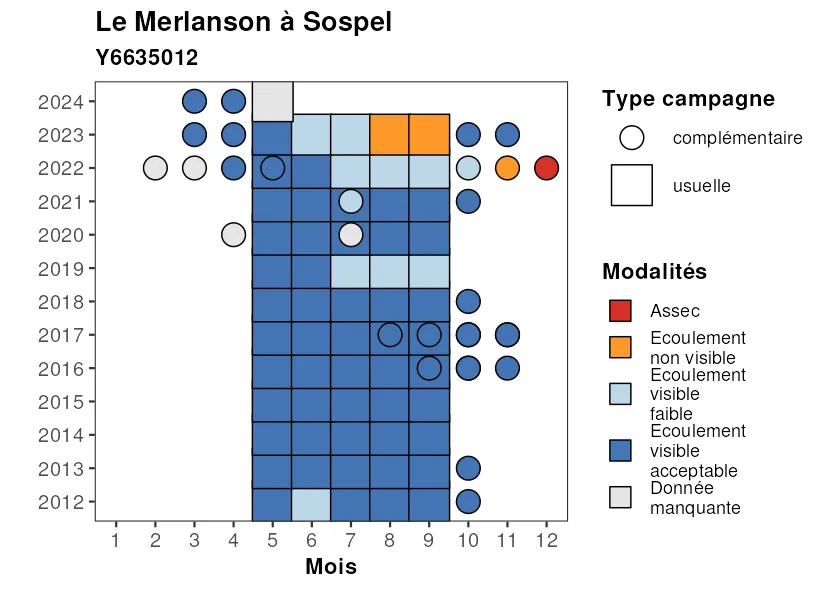 Le Merlanson à Sospel
Y6635012
2024
2023
2022
2021
2020
2019
2018
2017
2016
2015
2014
2013
2012
1 2 3 4 5 6 7 8 9 10 11 12
Mois
Type campagne
complémentaire
usuelle
Modalités
Assec
Ecoulement
non visible
Ecoulement
visible
faible
Ecoulement
visible
acceptable
Donnée
manquante